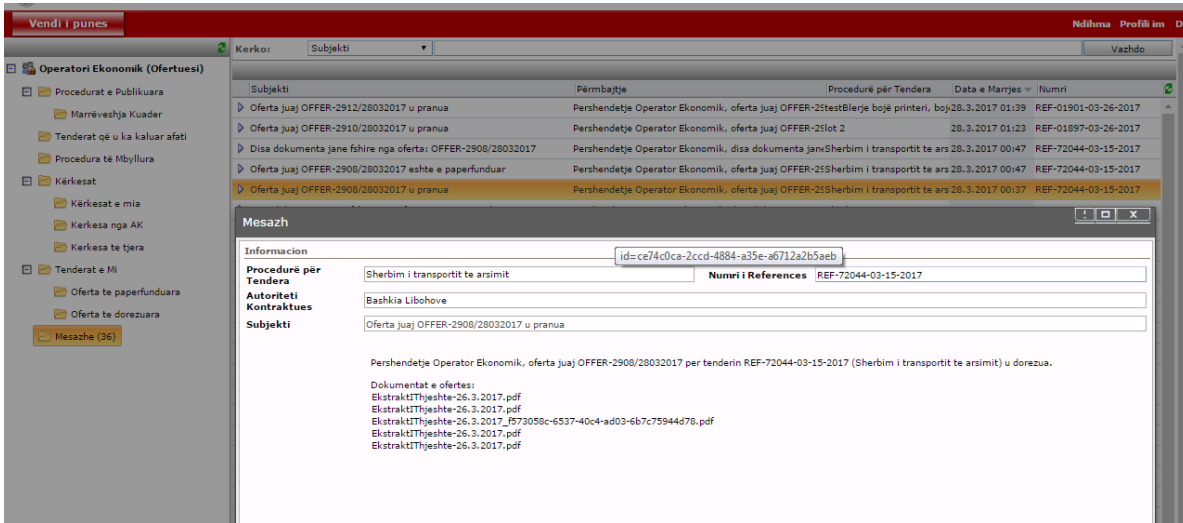 Vendi i punes
Ndihma Profili im D
Kerko: Subjekti Vazhdo
Operatori Ekonomik (Ofertuesi)
Procedurat e Publikuara
Marrëveshja Kuader
Tenderat që u ka kaluar afati
Procedura të Mbyllura
Kërkesat
Kërkesat e mia
Kerkesa nga AK
Kerkesa te tjera
Tenderat e Mi
Oferta te paperfunduara
Oferta te dorezuara
Mesazhe (36)
Subjekti Përmbajtje Procedurë për Tendera Data e Marrjes Numri
Oferta juaj OFFER-2912/28032017 u pranua Pershendetje Operator Ekonomik, oferta juaj OFFER-29 testBlerje bojë printeri, boj 28.3.2017 01:39 REF-01901-03-26-2017
Oferta juaj OFFER-2910/28032017 u pranua Pershendetje Operator Ekonomik, oferta juaj OFFER-29 lot 2 28.3.2017 01:23 REF-01897-03-26-2017
Disa dokumenta jane fshire nga oferta: OFFER-2908/28032017 Pershendetje Operator Ekonomik, disa dokumenta jane Sherbim i transportit te ars 28.3.2017 00:47 REF-72044-03-15-2017
Oferta juaj OFFER-2908/28032017 eshte e paperfunduar Pershendetje Operator Ekonomik, oferta juaj OFFER-29 Sherbim i transportit te ars 28.3.2017 00:47 REF-72044-03-15-2017
Oferta juaj OFFER-2908/28032017 u pranua Pershendetje Operator Ekonomik, oferta juaj OFFER-29 Sherbim i transportit te ars 28.3.2017 00:37 REF-72044-03-15-2017
Mesazh
Informacion
id=ce74c0ca-2ccd-4884-a35e-a6712a2b5aeb
Procedurë për Tendera Sherbim i transportit te arsimit Numri i References REF-72044-03-15-2017
Autoriteti Kontraktues Bashkia Libohove
Subjekti Oferta juaj OFFER-2908/28032017 u pranua
Pershendetje Operator Ekonomik, oferta juaj OFFER-2908/28032017 per tenderin REF-72044-03-15-2017 (Sherbim i transportit te arsimit) u dorezua.
Dokumentat e ofertes:
EkstraktIThjeshte-26.3.2017.pdf
EkstraktIThjeshte-26.3.2017.pdf
EkstraktIThjeshte-26.3.2017_f573058c-6537-40c4-ad03-6b7c75944d78.pdf
EkstraktIThjeshte-26.3.2017.pdf
EkstraktIThjeshte-26.3.2017.pdf